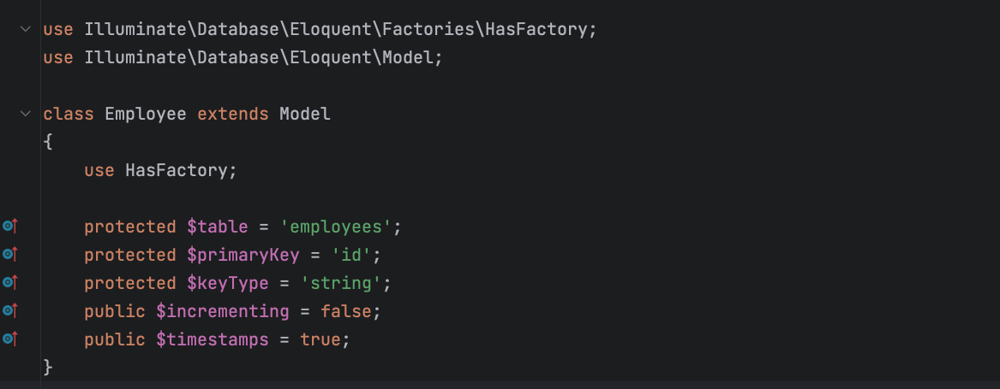 use Illuminate\Database\Eloquent\Factories\HasFactory;
use Illuminate\Database\Eloquent\Model;
class Employee extends Model
{
use HasFactory;
protected $table = 'employees';
protected $primaryKey = 'id';
protected $keyType = 'string';
public $incrementing = false;
public $timestamps = true;
}